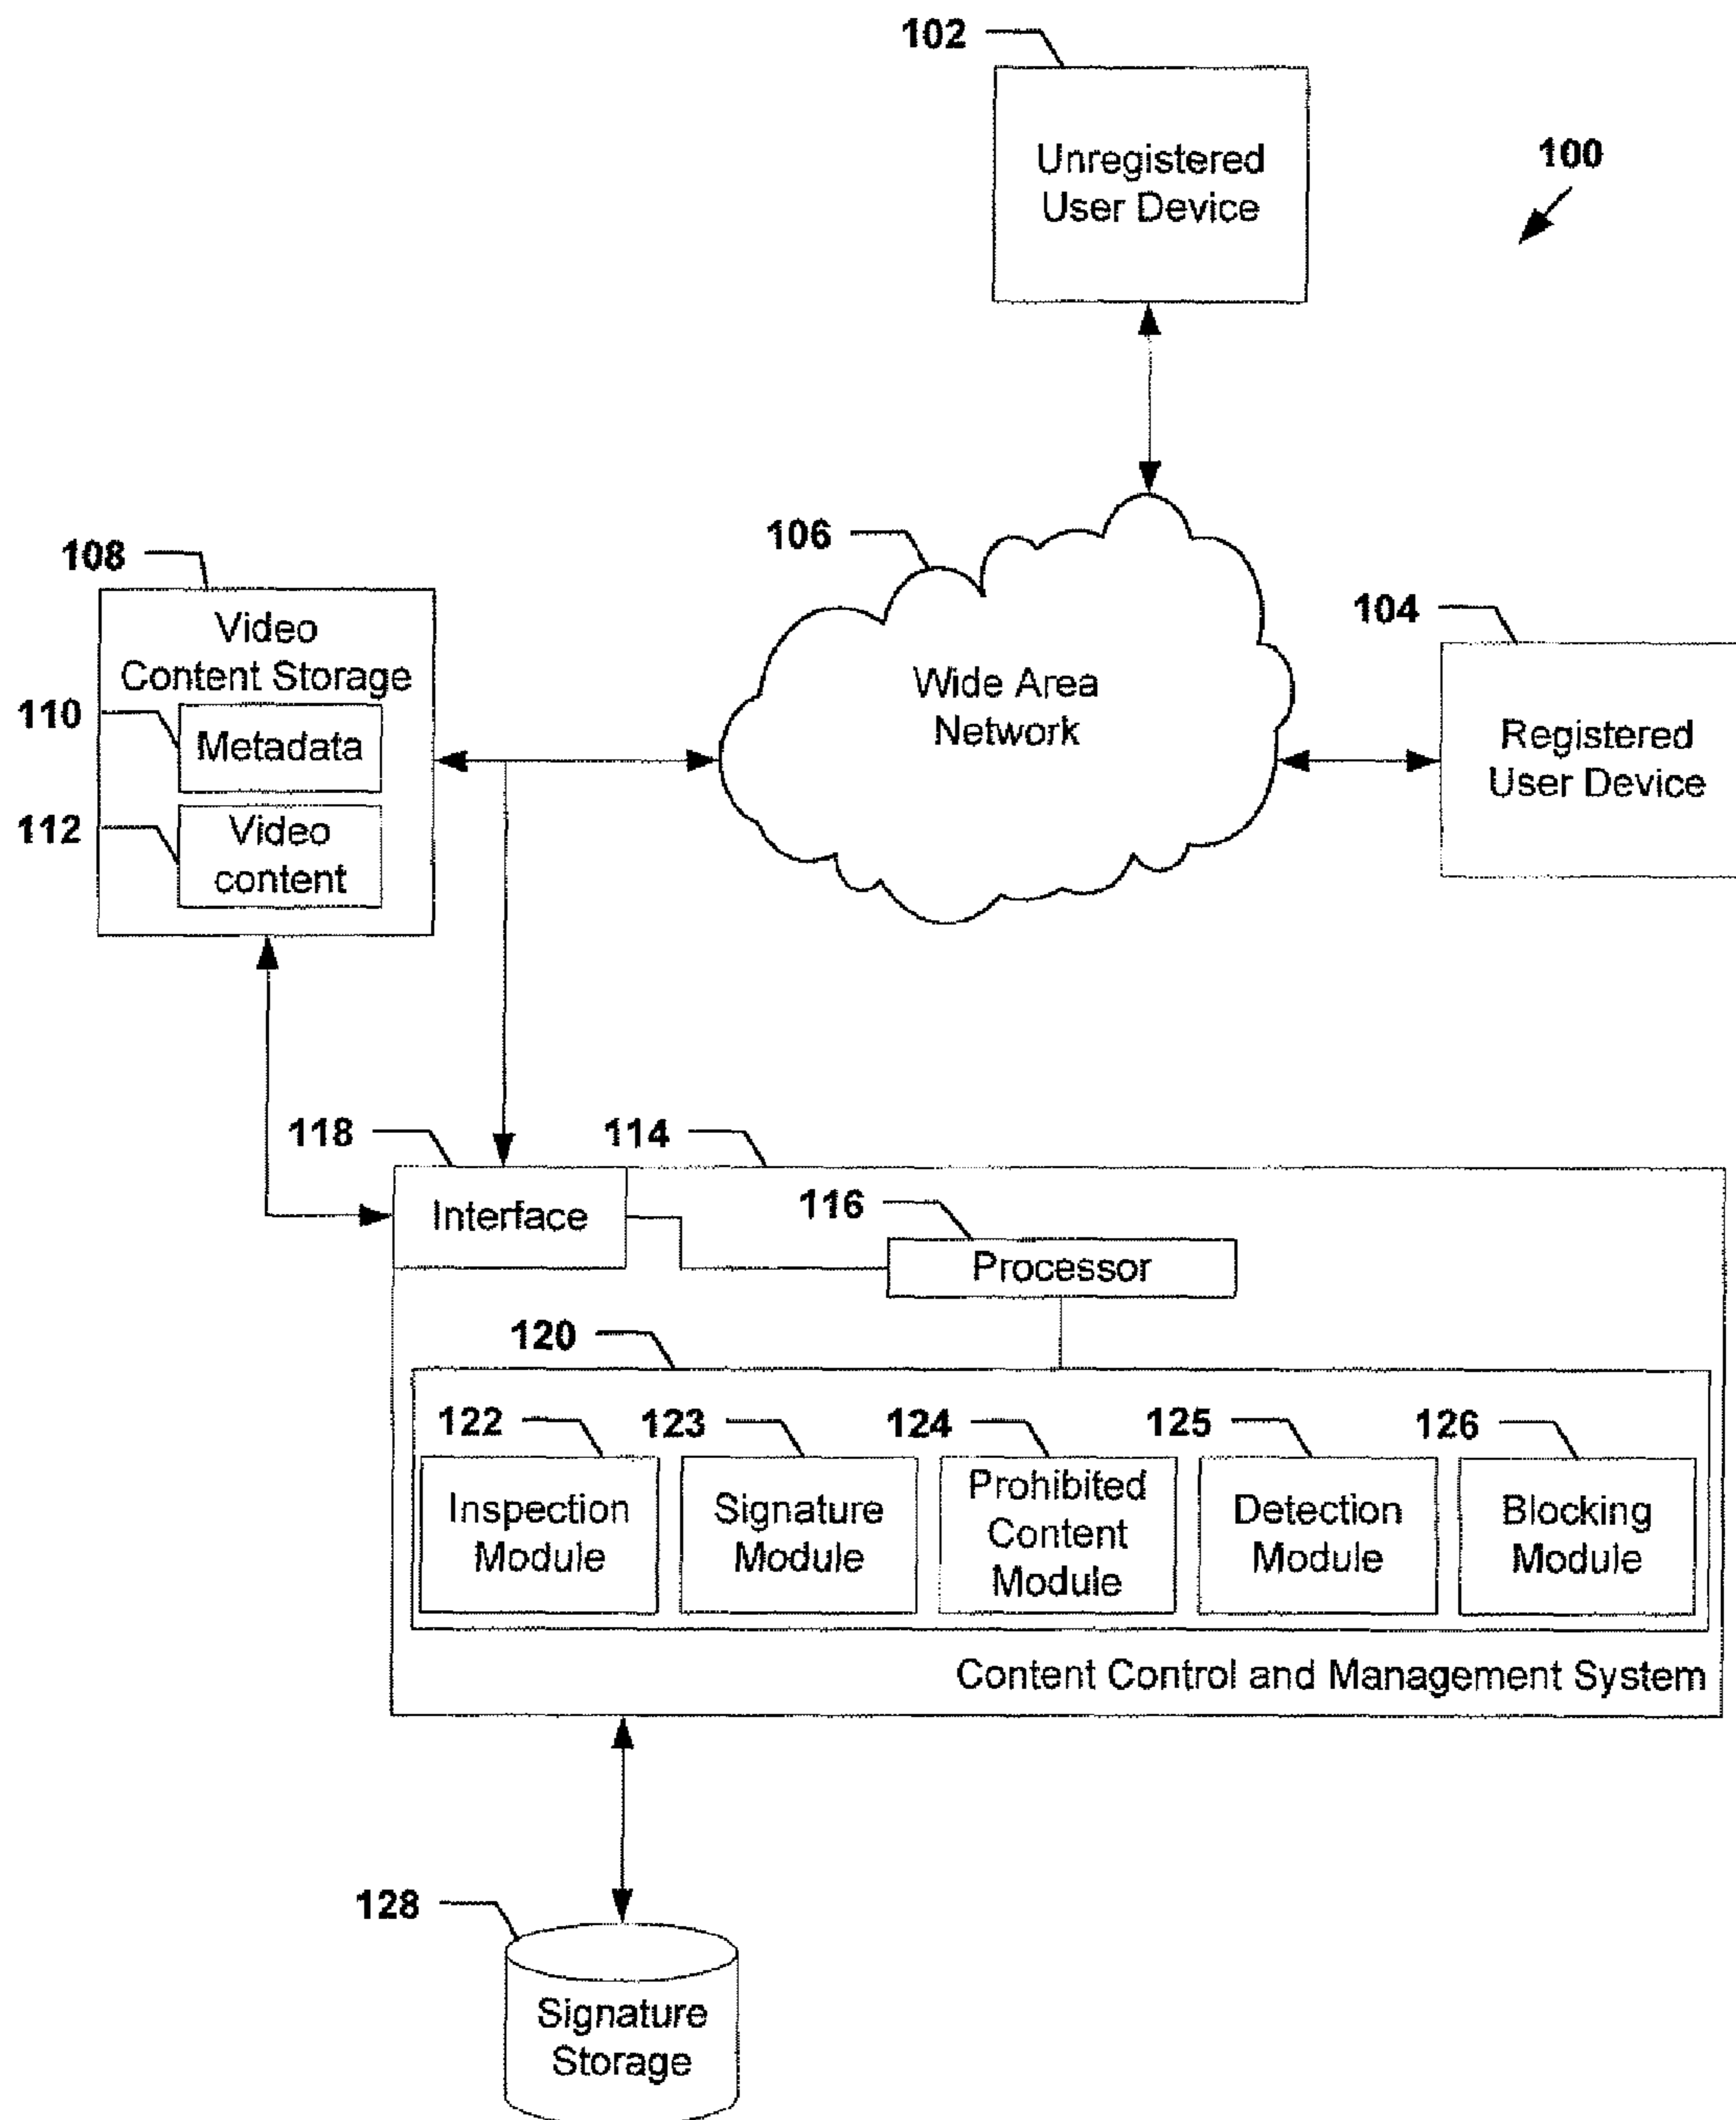 102
Unregistered
User Device
100
106
Wide Area
Network
108
Video
Content Storage
110
Metadata
112
Video
content
104
Registered
User Device
118
Interface
114
116
Processor
120
122
Inspection
Module
123
Signature
Module
124
Prohibited
Content
Module
125
Detection
Module
126
Blocking
Module
Content Control and Management System
128
Signature
Storage